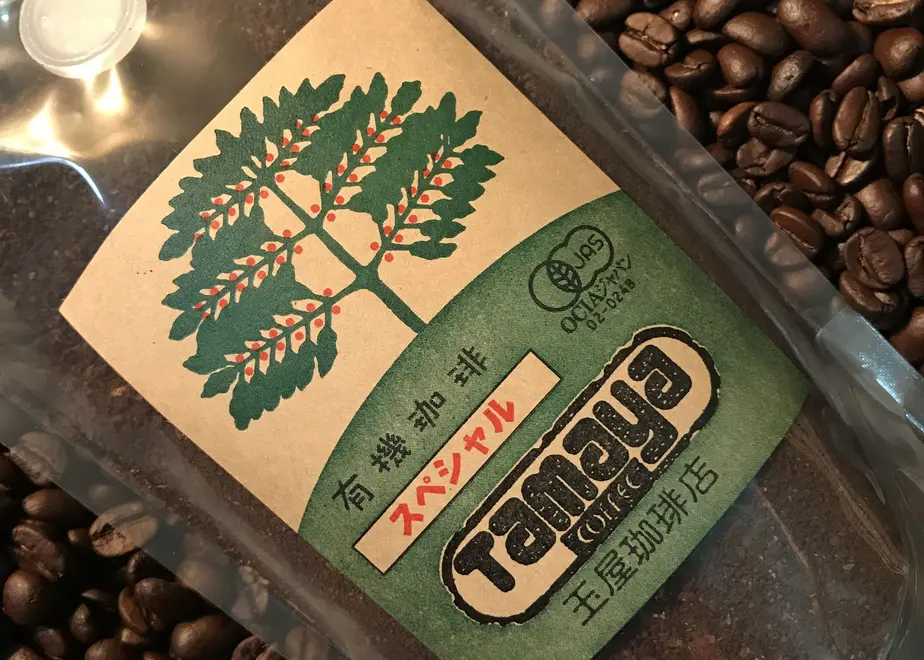 JAS
OCIAジャパン
02-024B
有機珈琲
スペシャル
Tamaya
COFFEE
玉屋珈琲店